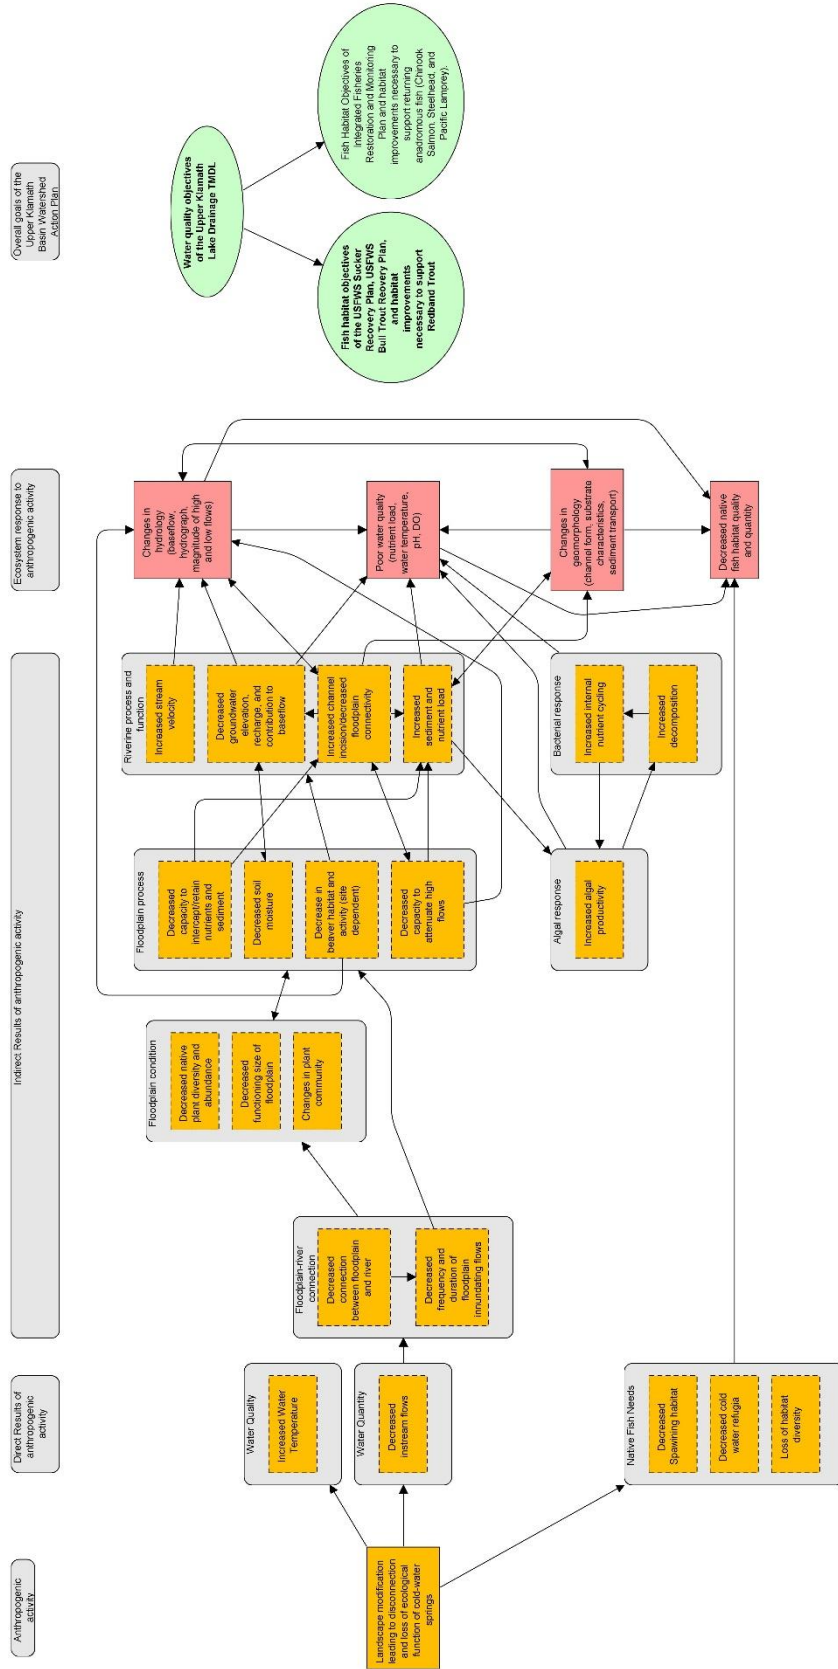 Anthropogenic
activity
Direct Results of
anthropogenic
activity
Indirect Results of anthropogenic activity
Ecosystem response to
anthropogenic activity
Overall goals of the
Upper Klamath
Basin Watershed
Action Plan
Landscape modification
leading to disconnection
and loss of ecological
function of cold-water
springs
Water Quality
Increased Water
Temperature
Water Quantity
Decreased
instream flows
Native Fish Needs
Decreased
Spawining habitat
Decreased cold
water refugia
Loss of habitat
diversity
Floodplain-river
connection
Decreased
connection
between floodplain
and river
Decreased
frequency and
duration of
floodplain
innundating flows
Floodplain condition
Decreased native
plant diversity and
abundance
Decreased
functioning size of
floodplain
Changes in plant
community
Floodplain process
Decreased
capacity to
intercept/retain
nutrients and
sediment
Decreased soil
moisture
Decrease in
beaver habitat and
activity (site
dependent)
Decreased
capacity to
attenuate high
flows
Algal response
Increased algal
productivity
Riverine process and
function
Increased stream
velocity
Decreased
groundwater
elevation,
recharge, and
contribution to
baseflow
Increased channel
incision/decreased
floodplain
connectivity
Increased
sediment and
nutrient load
Bacterial response
Increased internal
nutrient cycling
Increased
decomposition
Changes in
hydrology
(baseflow,
hydrograph,
magnitude of high
and low flows)
Poor water quality
(nutrient load,
water temperature,
pH, DO)
Changes in
geomorphology
(channel form, substrate
characteristics,
sediment transport)
Decreased native
fish habitat quality
and quantity
Water quality objectives
of the Upper Klamath
Lake Drainage TMDL
Fish habitat objectives
of the USFWS Sucker
Recovery Plan, USFWS
Bull Trout Recovery Plan,
and habitat
improvements
necessary to support
Redband Trout
Fish Habitat Objectives of
Integrated Fisheries
Restoration and Monitoring
Plan and habitat
improvements necessary to
support returning
anadromous fish (Chinook
Salmon, Steelhead, and
Pacific Lamprey).